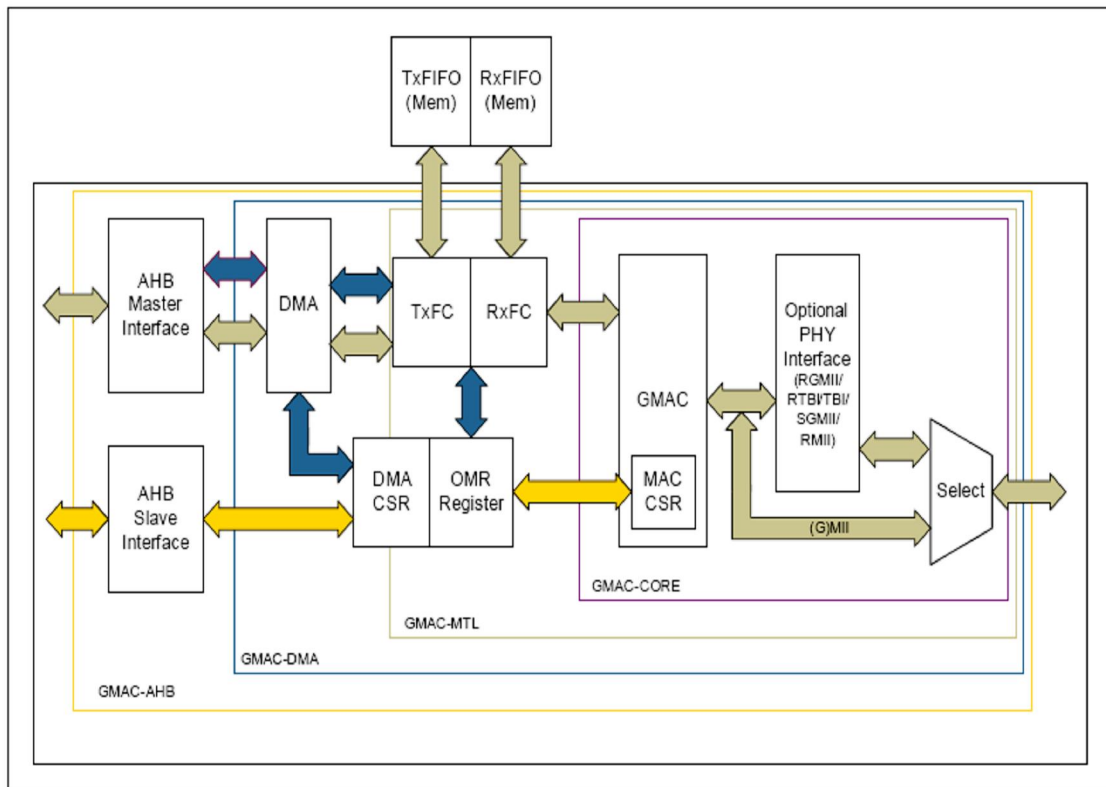 TxFIFO
(Mem)
RxFIFO
(Mem)
AHB
Master
Interface
DMA
TxFC
RxFC
GMAC
Optional
PHY
Interface
(RGMII/
RTBI/TBI/
SGMII/
RMII)
AHB
Slave
Interface
DMA
CSR
OMR
Register
MAC
CSR
Select
(G)MII
GMAC-CORE
GMAC-MTL
GMAC-DMA
GMAC-AHB